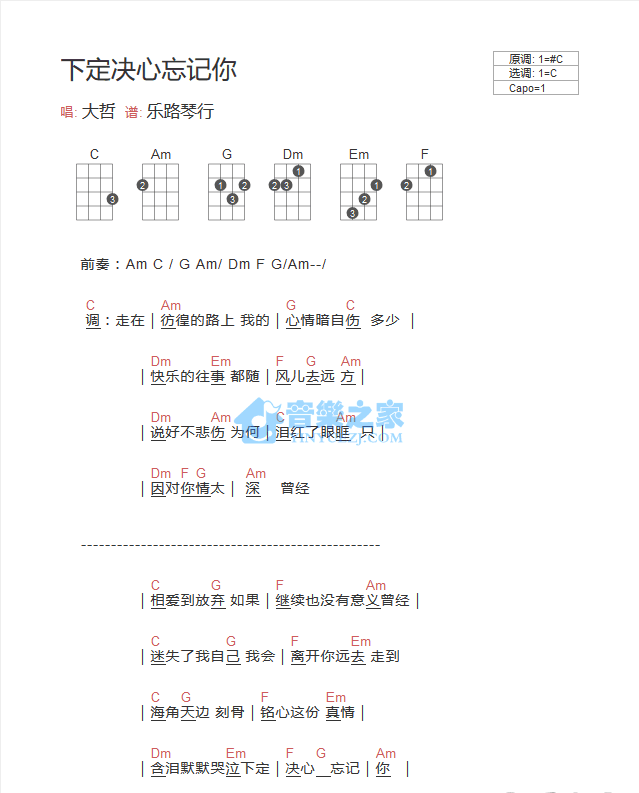 下定决心忘记你
原调: 1=#C
选调: 1=C
Capo=1
唱: 大哲 谱: 乐路琴行
C Am G Dm Em F
3 2 1 2 3 1 2 3 1 2 3 1 2
前奏：Am C / G Am/ Dm F G/Am--/
C Am G C
调：走在 | 彷徨的路上 我的 | 心情暗自伤 多少 |
Dm Em F G Am
| 快乐的往事 都随 | 风儿去远 方 |
Dm Am C Am
| 说好不悲伤 为何 | 泪红了眼眶 只 |
音樂之家
YINYUEZJ.COM
Dm F G Am
| 因对你情太 | 深 曾经
--------------------------------------------------
C G F Am
| 相爱到放弃 如果 | 继续也没有意义曾经 |
C G F Em
| 迷失了我自己 我会 | 离开你远去 走到
C G F Em
| 海角天边 刻骨 | 铭心这份 真情 |
Dm Em F G Am
| 含泪默默哭泣下定 | 决心__忘记 | 你 |